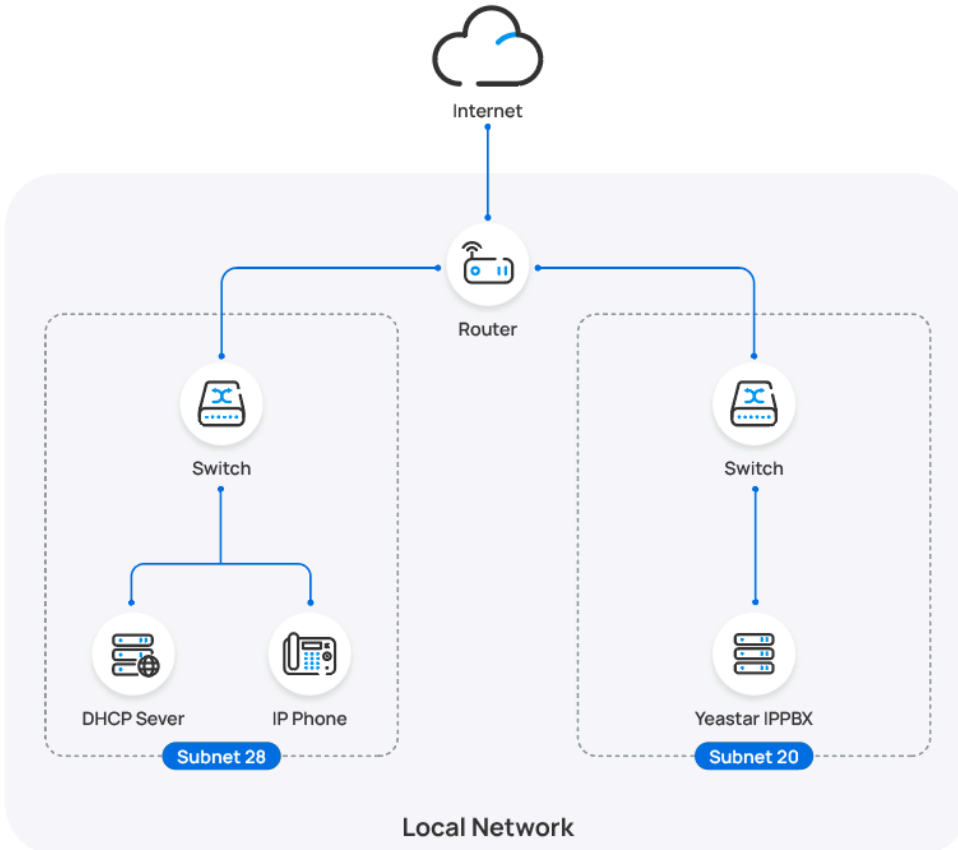 Internet
Router
Switch
Switch
DHCP Sever
IP Phone
Yeastar IPPBX
Subnet 28
Subnet 20
Local Network